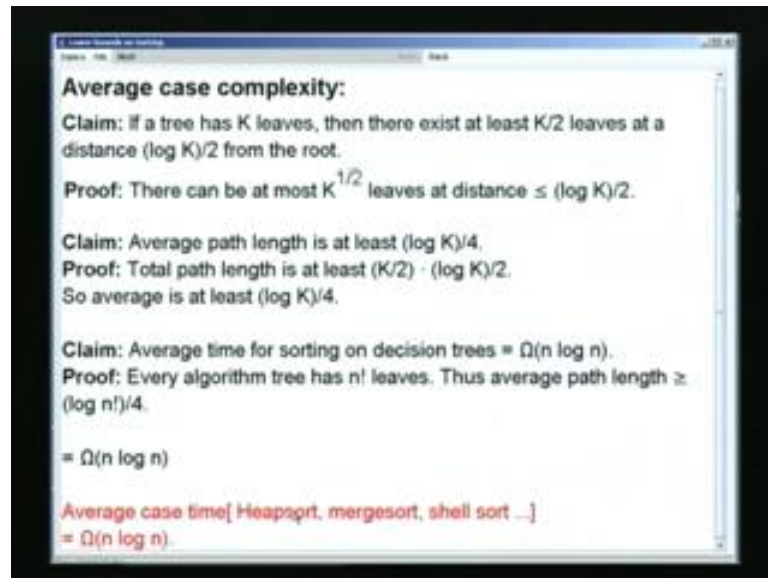 Average case complexity:
Claim: If a tree has K leaves, then there exist at least K/2 leaves at a
distance (log K)/2 from the root.
Proof: There can be at most K^1/2 leaves at distance ≤ (log K)/2.
Claim: Average path length is at least (log K)/4.
Proof: Total path length is at least (K/2) · (log K)/2.
So average is at least (log K)/4.
Claim: Average time for sorting on decision trees = Ω(n log n).
Proof: Every algorithm tree has n! leaves. Thus average path length ≥
(log n!)/4.
= Ω(n log n)
Average case time[ Heapsort, mergesort, shell sort ...]
= Ω(n log n).